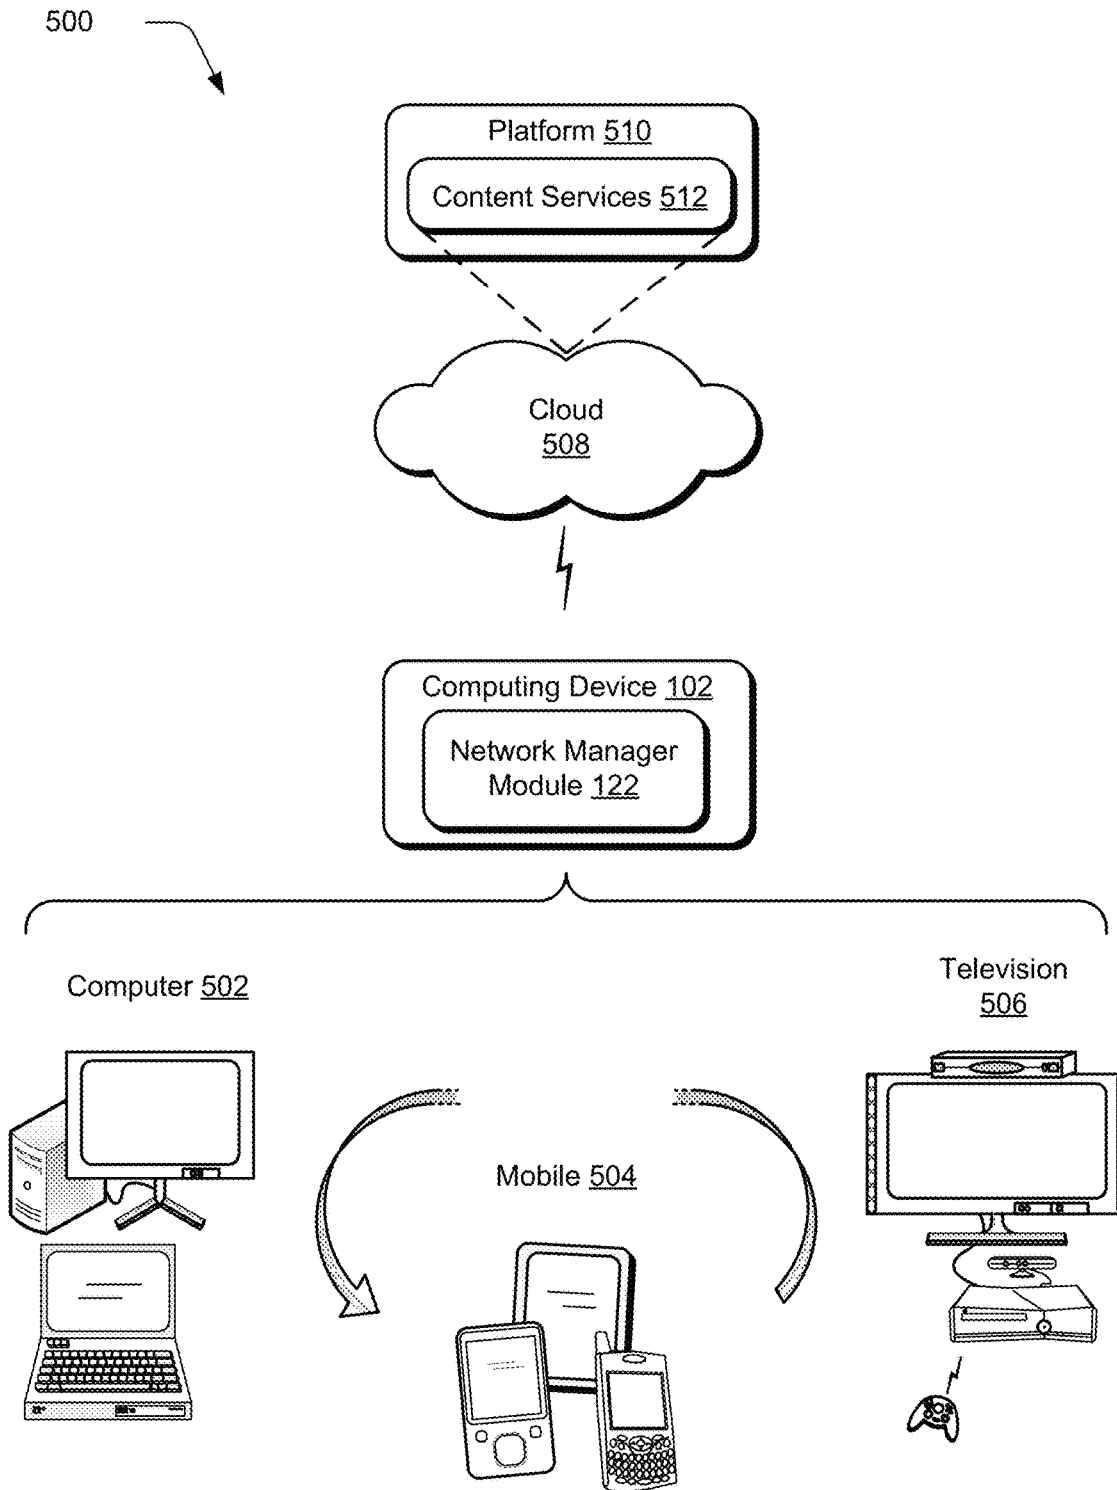 500
Platform 510
Content Services 512
Cloud
508
Computing Device 102
Network Manager
Module 122
Computer 502
Television
506
Mobile 504